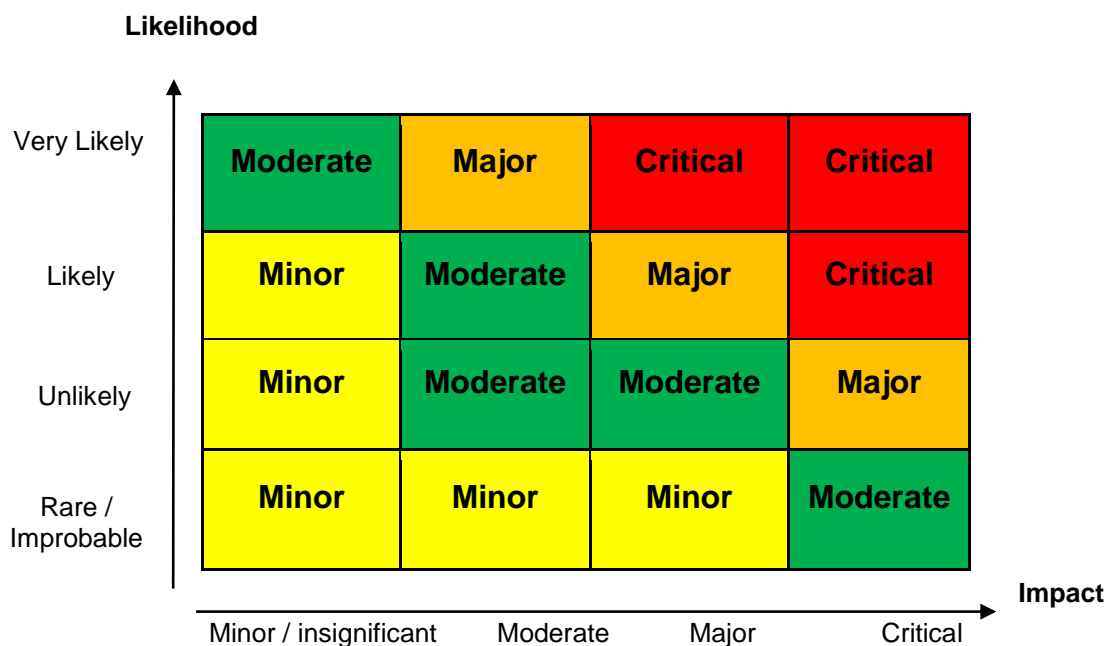 Likelihood
Very Likely
Moderate Major Critical Critical
Likely
Minor Moderate Major Critical
Unlikely
Minor Moderate Moderate Major
Rare /
Improbable
Minor Minor Minor Moderate
Impact
Minor / insignificant Moderate Major Critical